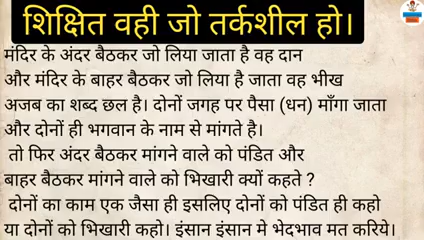 शिक्षित वही जो तर्कशील हो।
मंदिर के अंदर बैठकर जो लिया जाता है वह दान
और मंदिर के बाहर बैठकर जो लिया है जाता वह भीख
अजब का शब्द छल है। दोनों जगह पर पैसा (धन) माँगा जाता
और दोनों ही भगवान के नाम से मांगते है।
तो फिर अंदर बैठकर मांगने वाले को पंडित और
बाहर बैठकर मांगने वाले को भिखारी क्यों कहते ?
दोनों का काम एक जैसा ही इसलिए दोनों को पंडित ही कहो
या दोनों को भिखारी कहो। इंसान इंसान मे भेदभाव मत करिये।